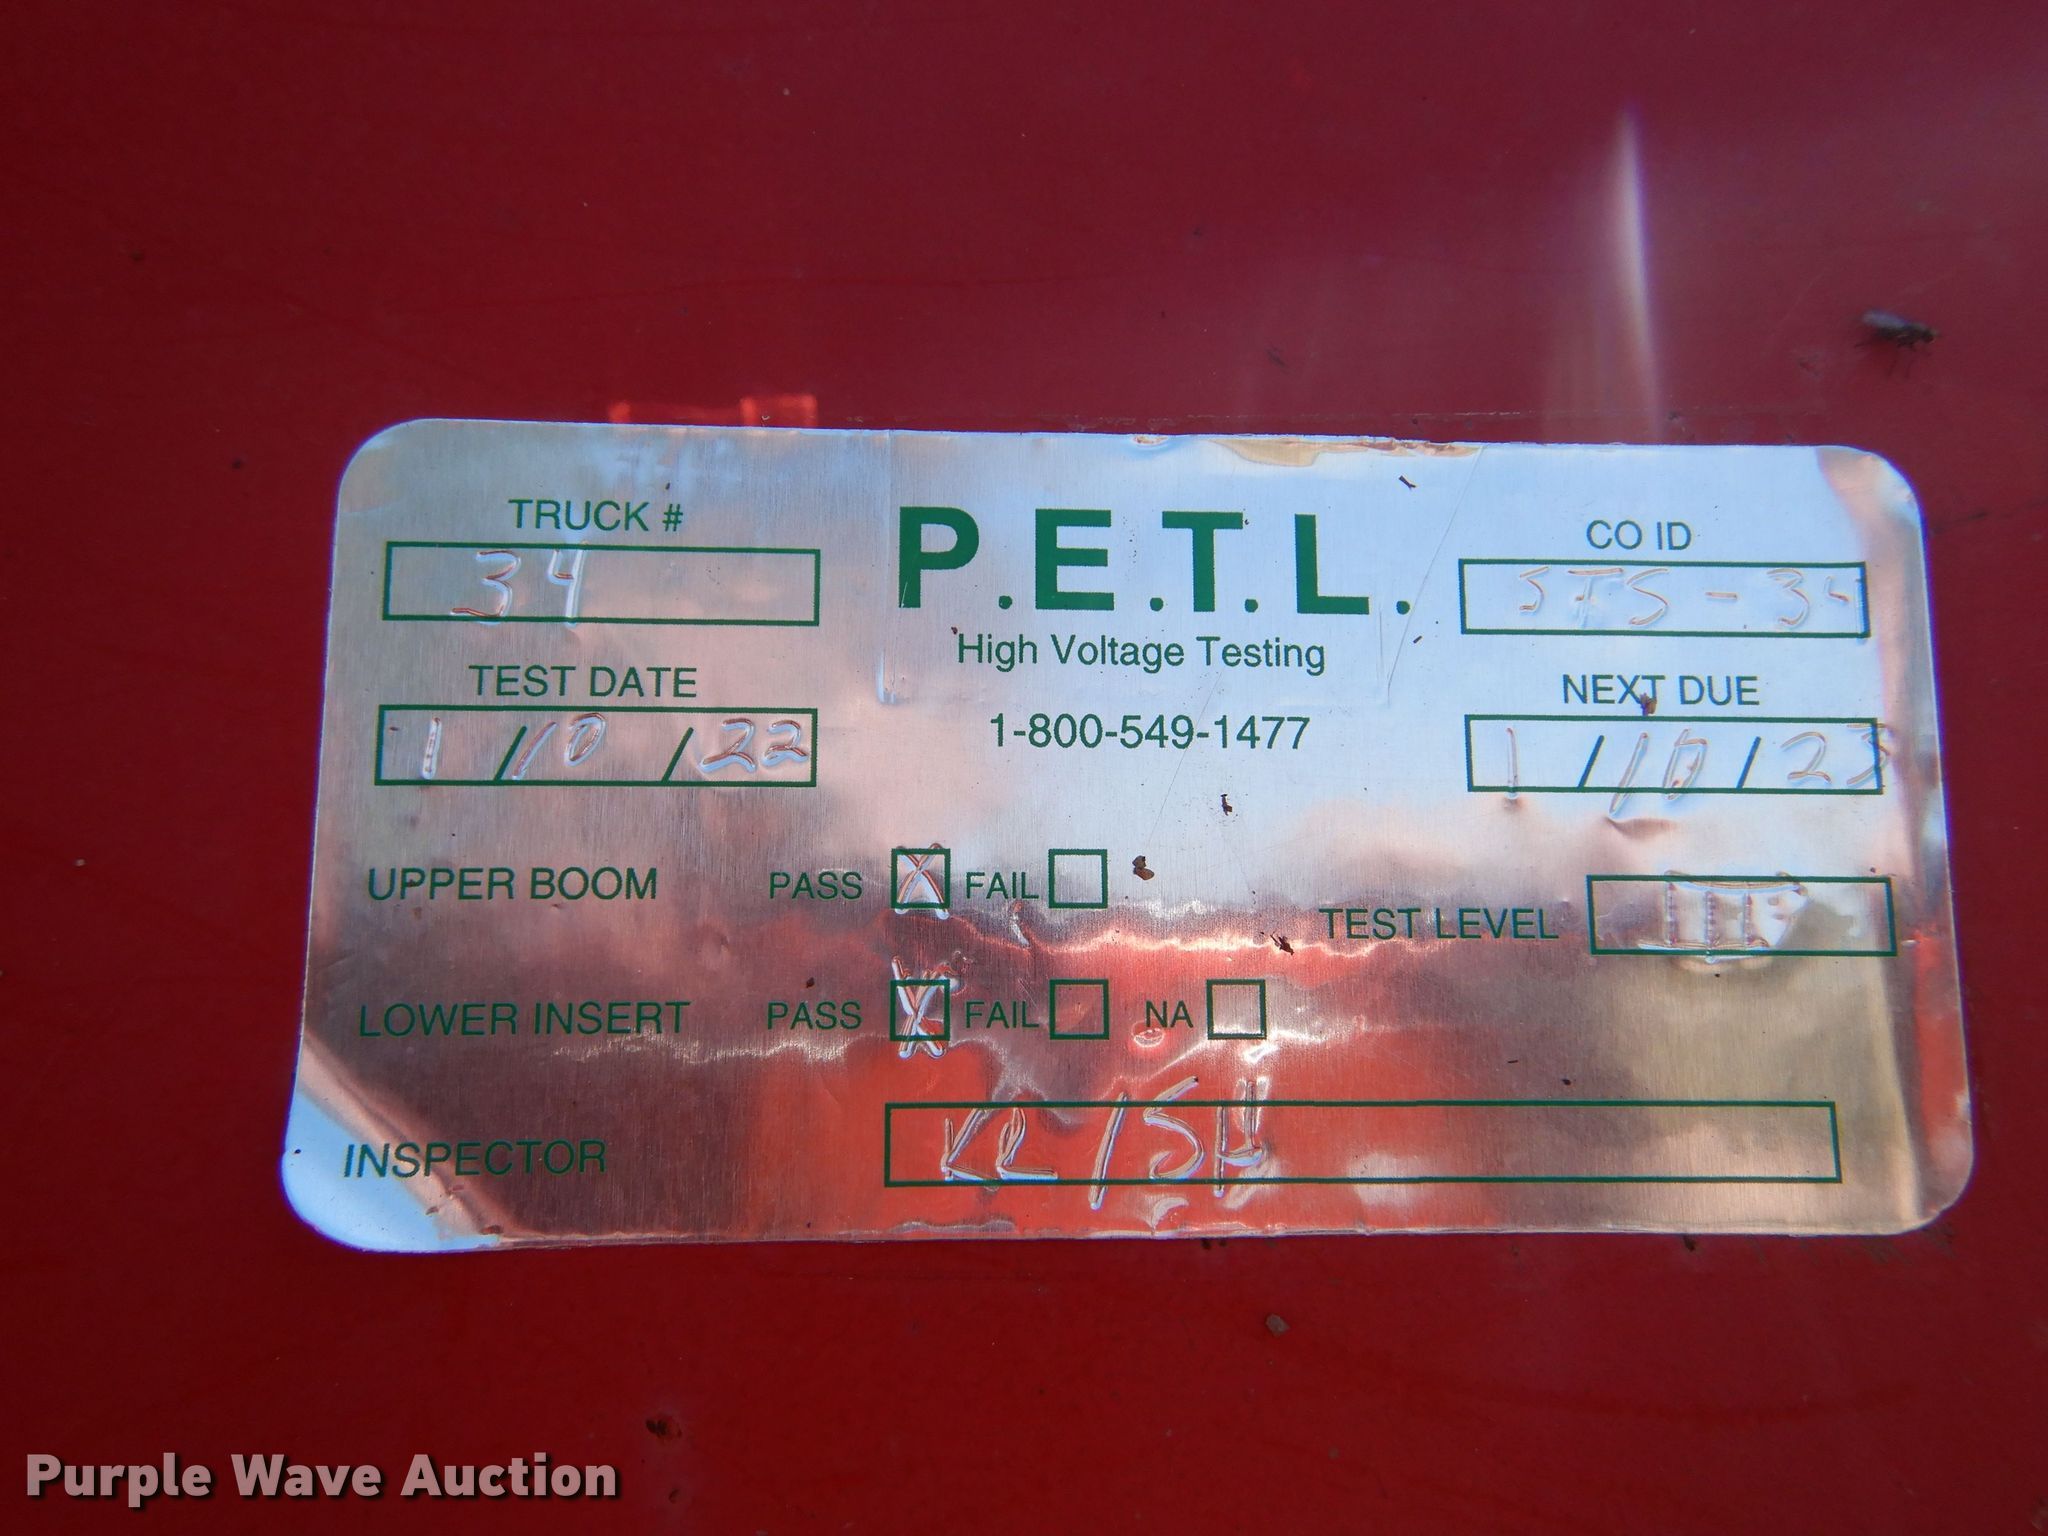 TRUCK #
34
P.E.T.L.
High Voltage Testing
1-800-549-1477
CO ID
STS-34
TEST DATE
1/10/22
NEXT DUE
1/10/23
UPPER BOOM PASS X FAIL
TEST LEVEL III
LOWER INSERT PASS X FAIL NA
INSPECTOR KRISH
Purple Wave Auction